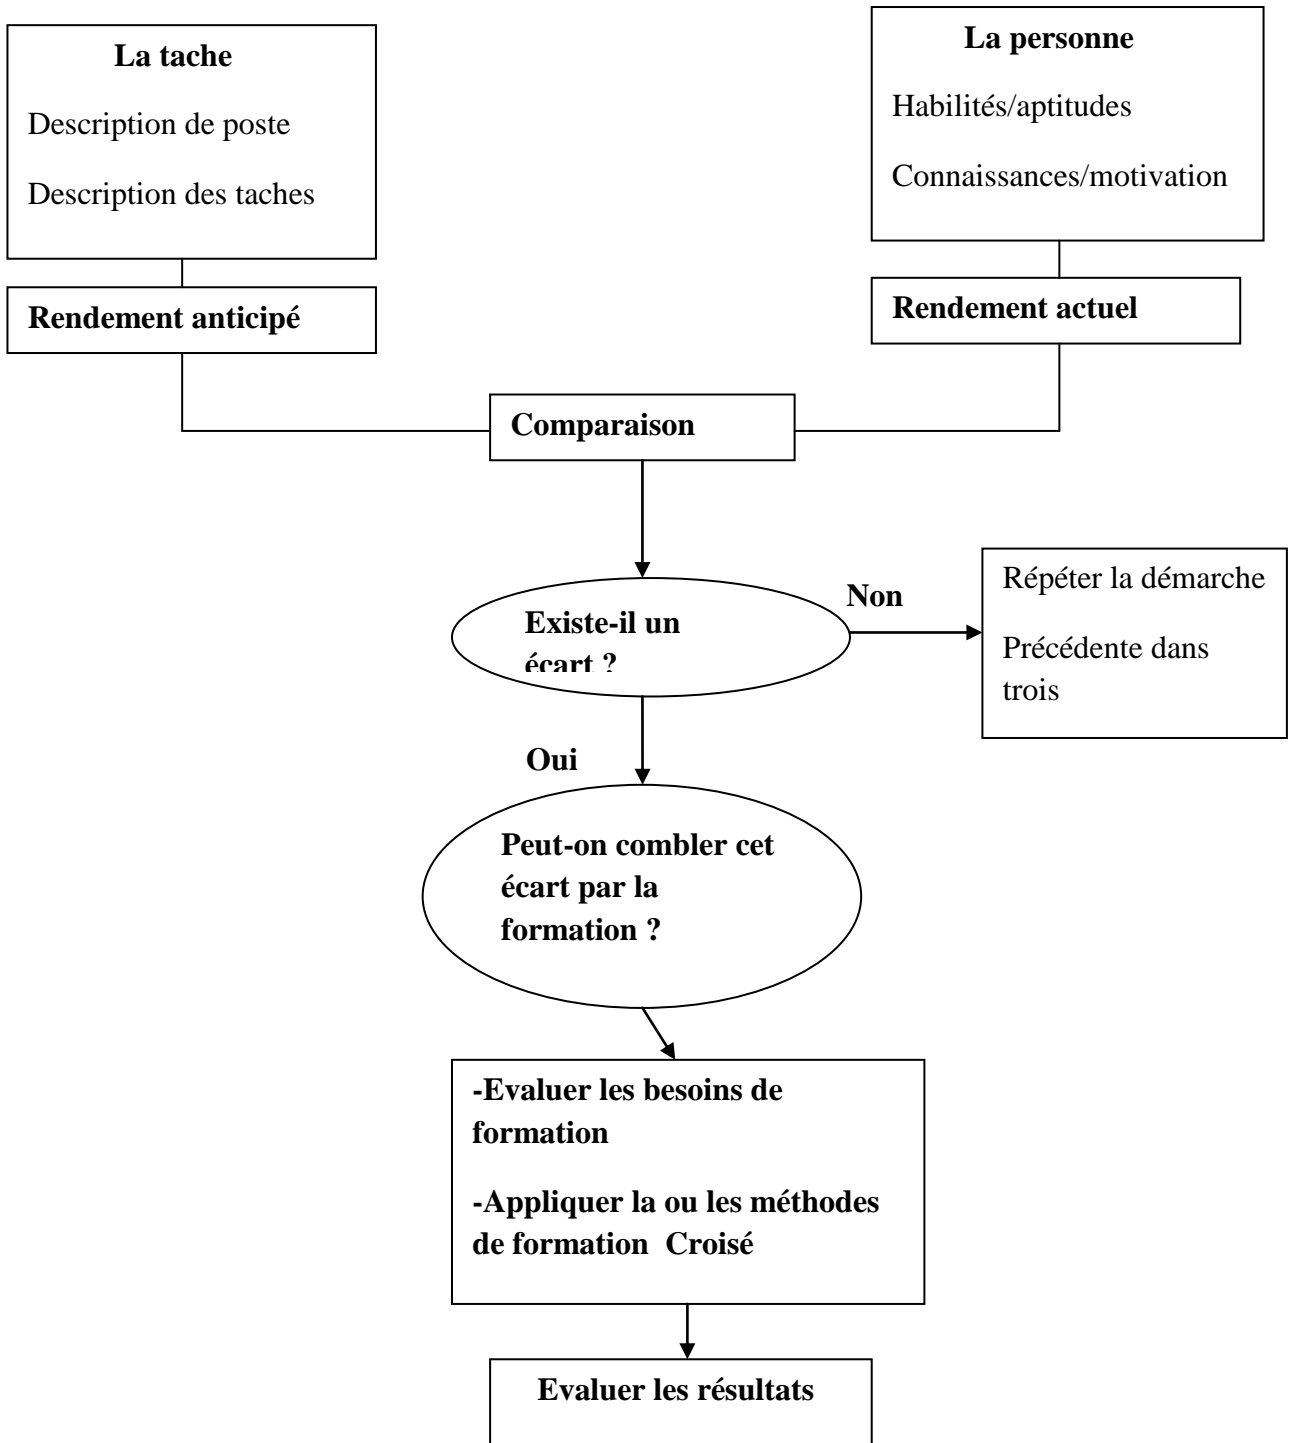 La tache
Description de poste
Description des taches
La personne
Habilités/aptitudes
Connaissances/motivation
Rendement anticipé
Rendement actuel
Comparaison
Existe-il un
écart ?
Non
Répéter la démarche
Précédente dans
trois
Oui
Peut-on combler cet
écart par la
formation ?
-Evaluer les besoins de
formation
-Appliquer la ou les méthodes
de formation  Croisé
Evaluer les résultats